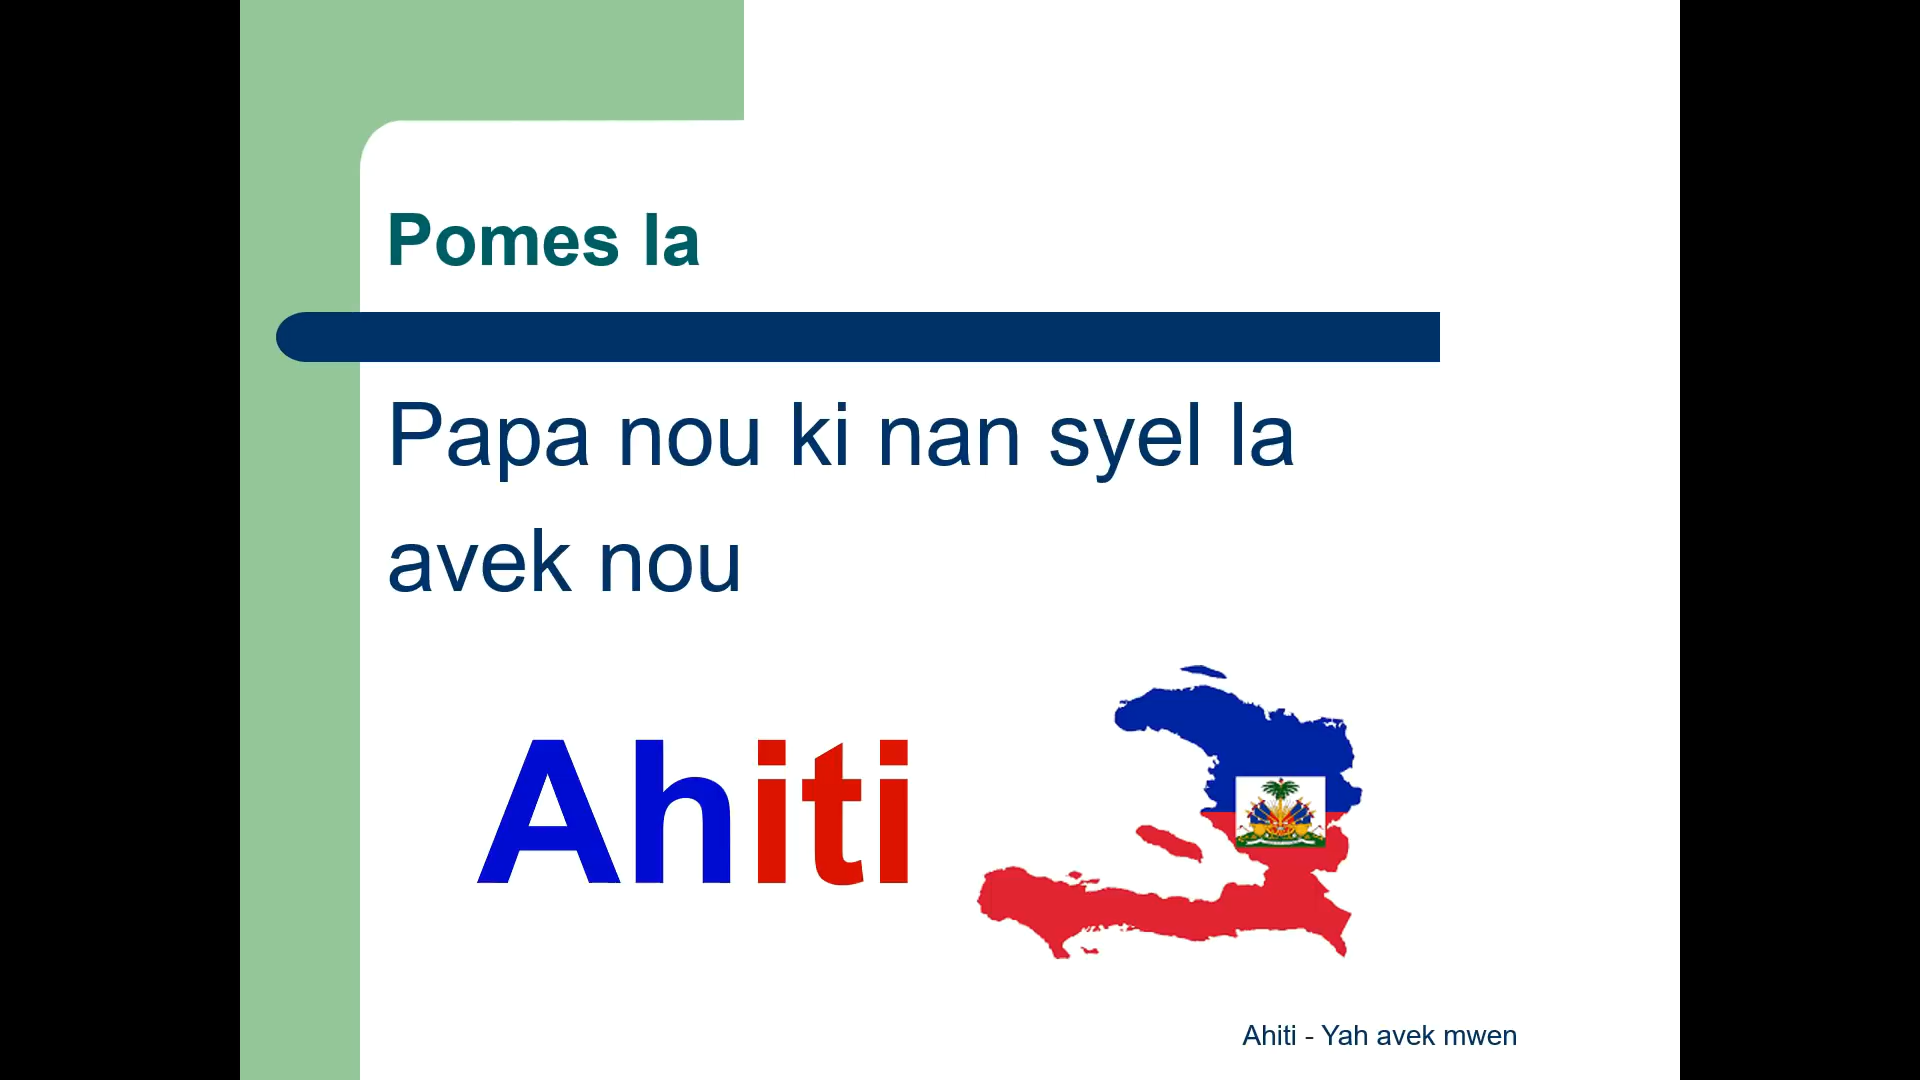 Pomes la
Papa nou ki nan syel la
avek nou
Ahiti
Ahiti - Yah avek mwen